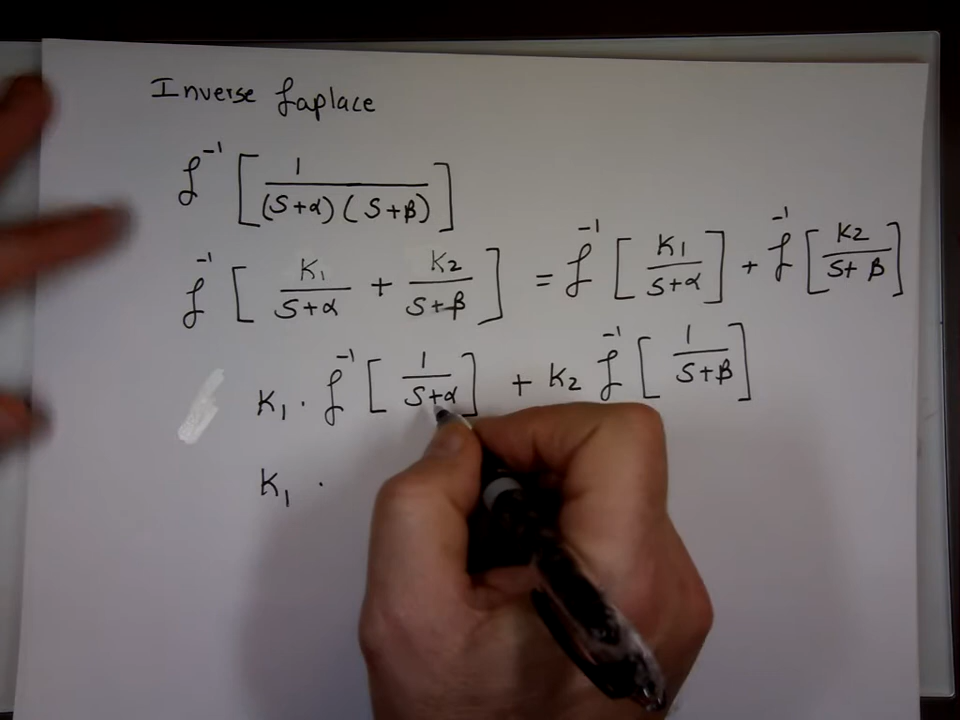 Inverse Laplace
ℒ⁻¹ [ 1 / (S+α)(S+β) ]
ℒ⁻¹ [ K₁ / S+α + K₂ / S+β ] = ℒ⁻¹ [ K₁ / S+α ] + ℒ⁻¹ [ K₂ / S+β ]
K₁ · ℒ⁻¹ [ 1 / S+α ] + K₂ ℒ⁻¹ [ 1 / S+β ]
K₁ ·